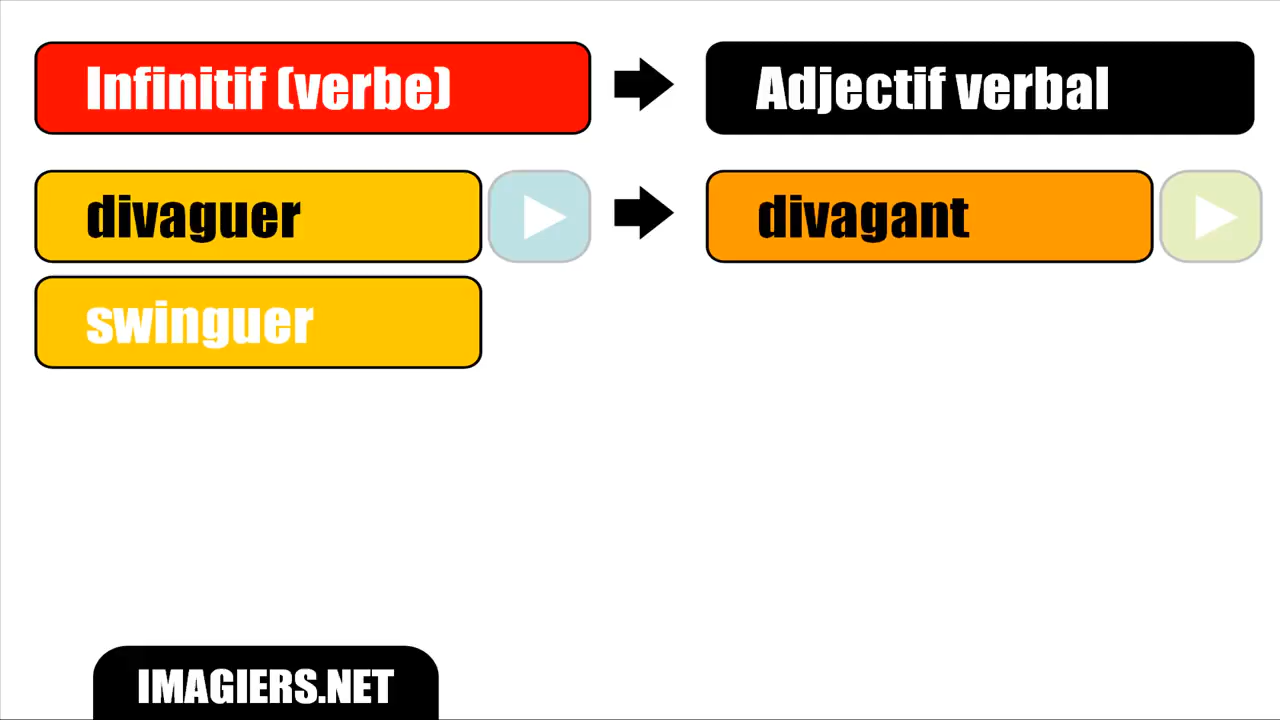 Infinitif (verbe)
Adjectif verbal
divaguer
divagant
swinguer
IMAGIERS.NET